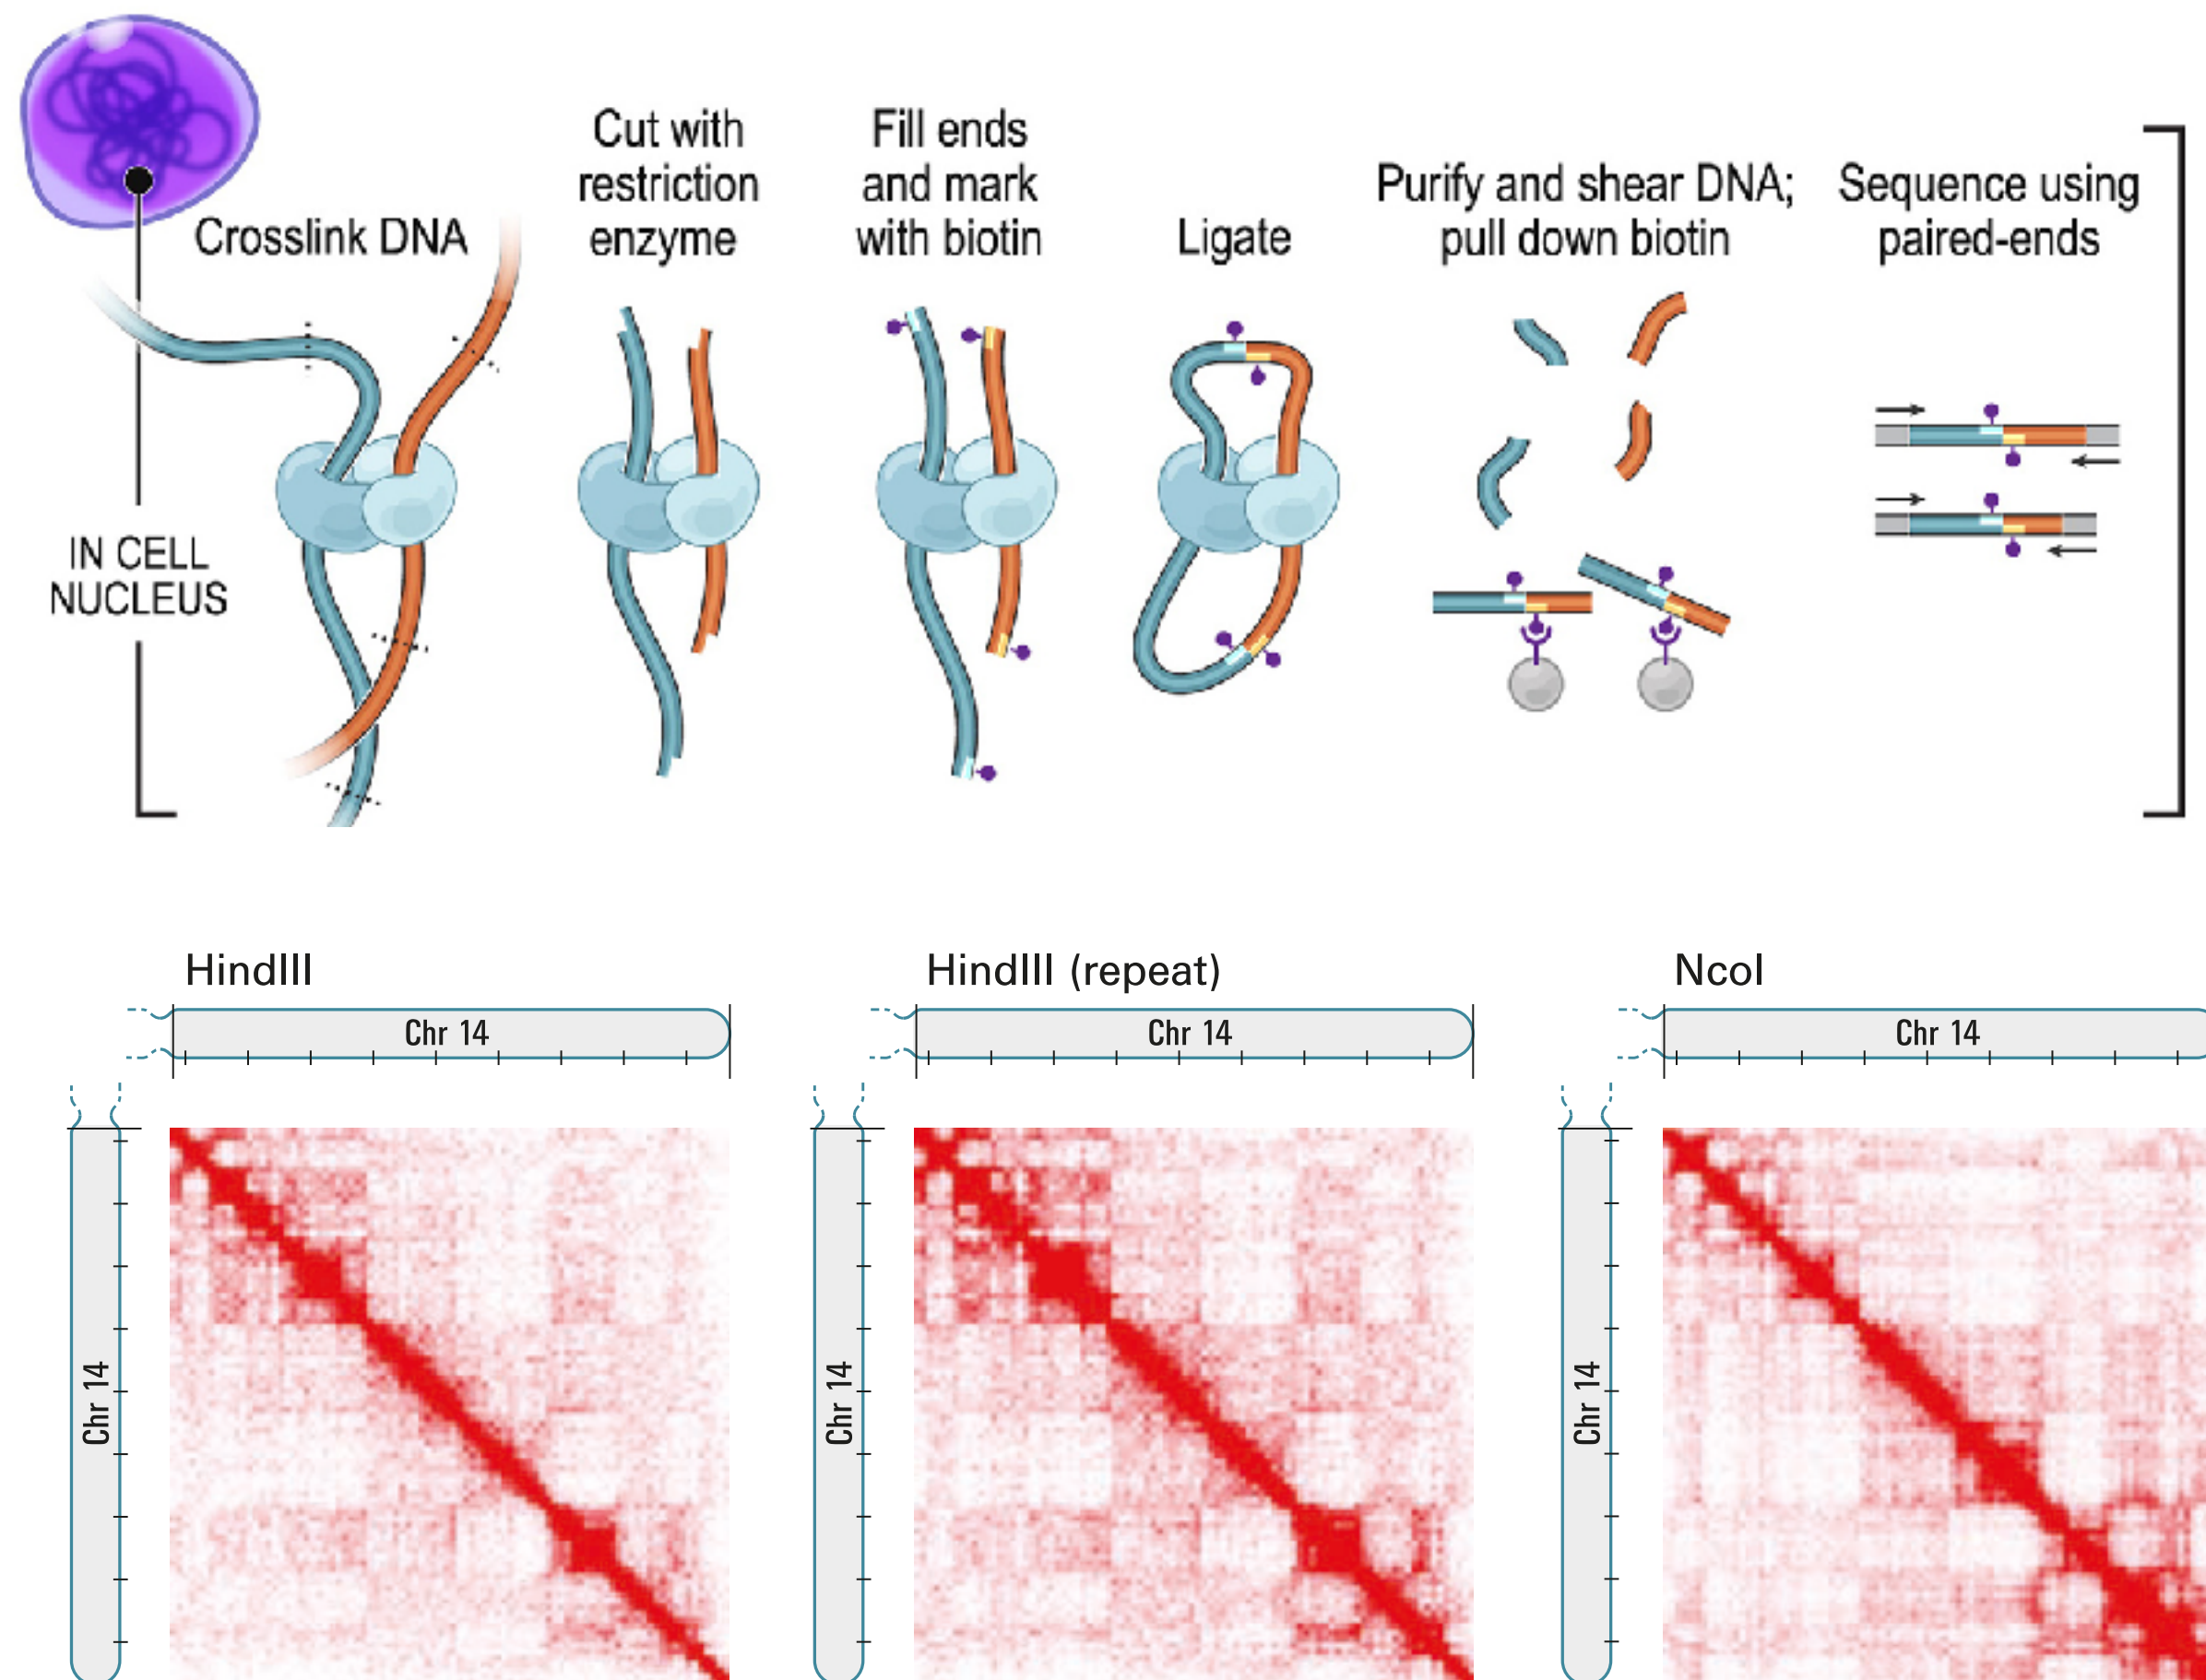 Crosslink DNA
Cut with
restriction
enzyme
Fill ends
and mark
with biotin
Ligate
Purify and shear DNA;
pull down biotin
Sequence using
paired-ends
IN CELL
NUCLEUS
HindIII
HindIII (repeat)
NcoI
Chr 14
Chr 14
Chr 14
Chr 14
Chr 14
Chr 14